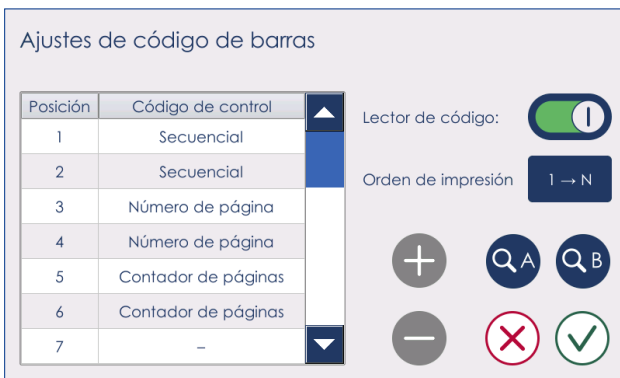 Ajustes de código de barras
Posición Código de control
1 Secuencial
2 Secuencial
3 Número de página
4 Número de página
5 Contador de páginas
6 Contador de páginas
7 –
Lector de código: I
Orden de impresión 1 → N
A B